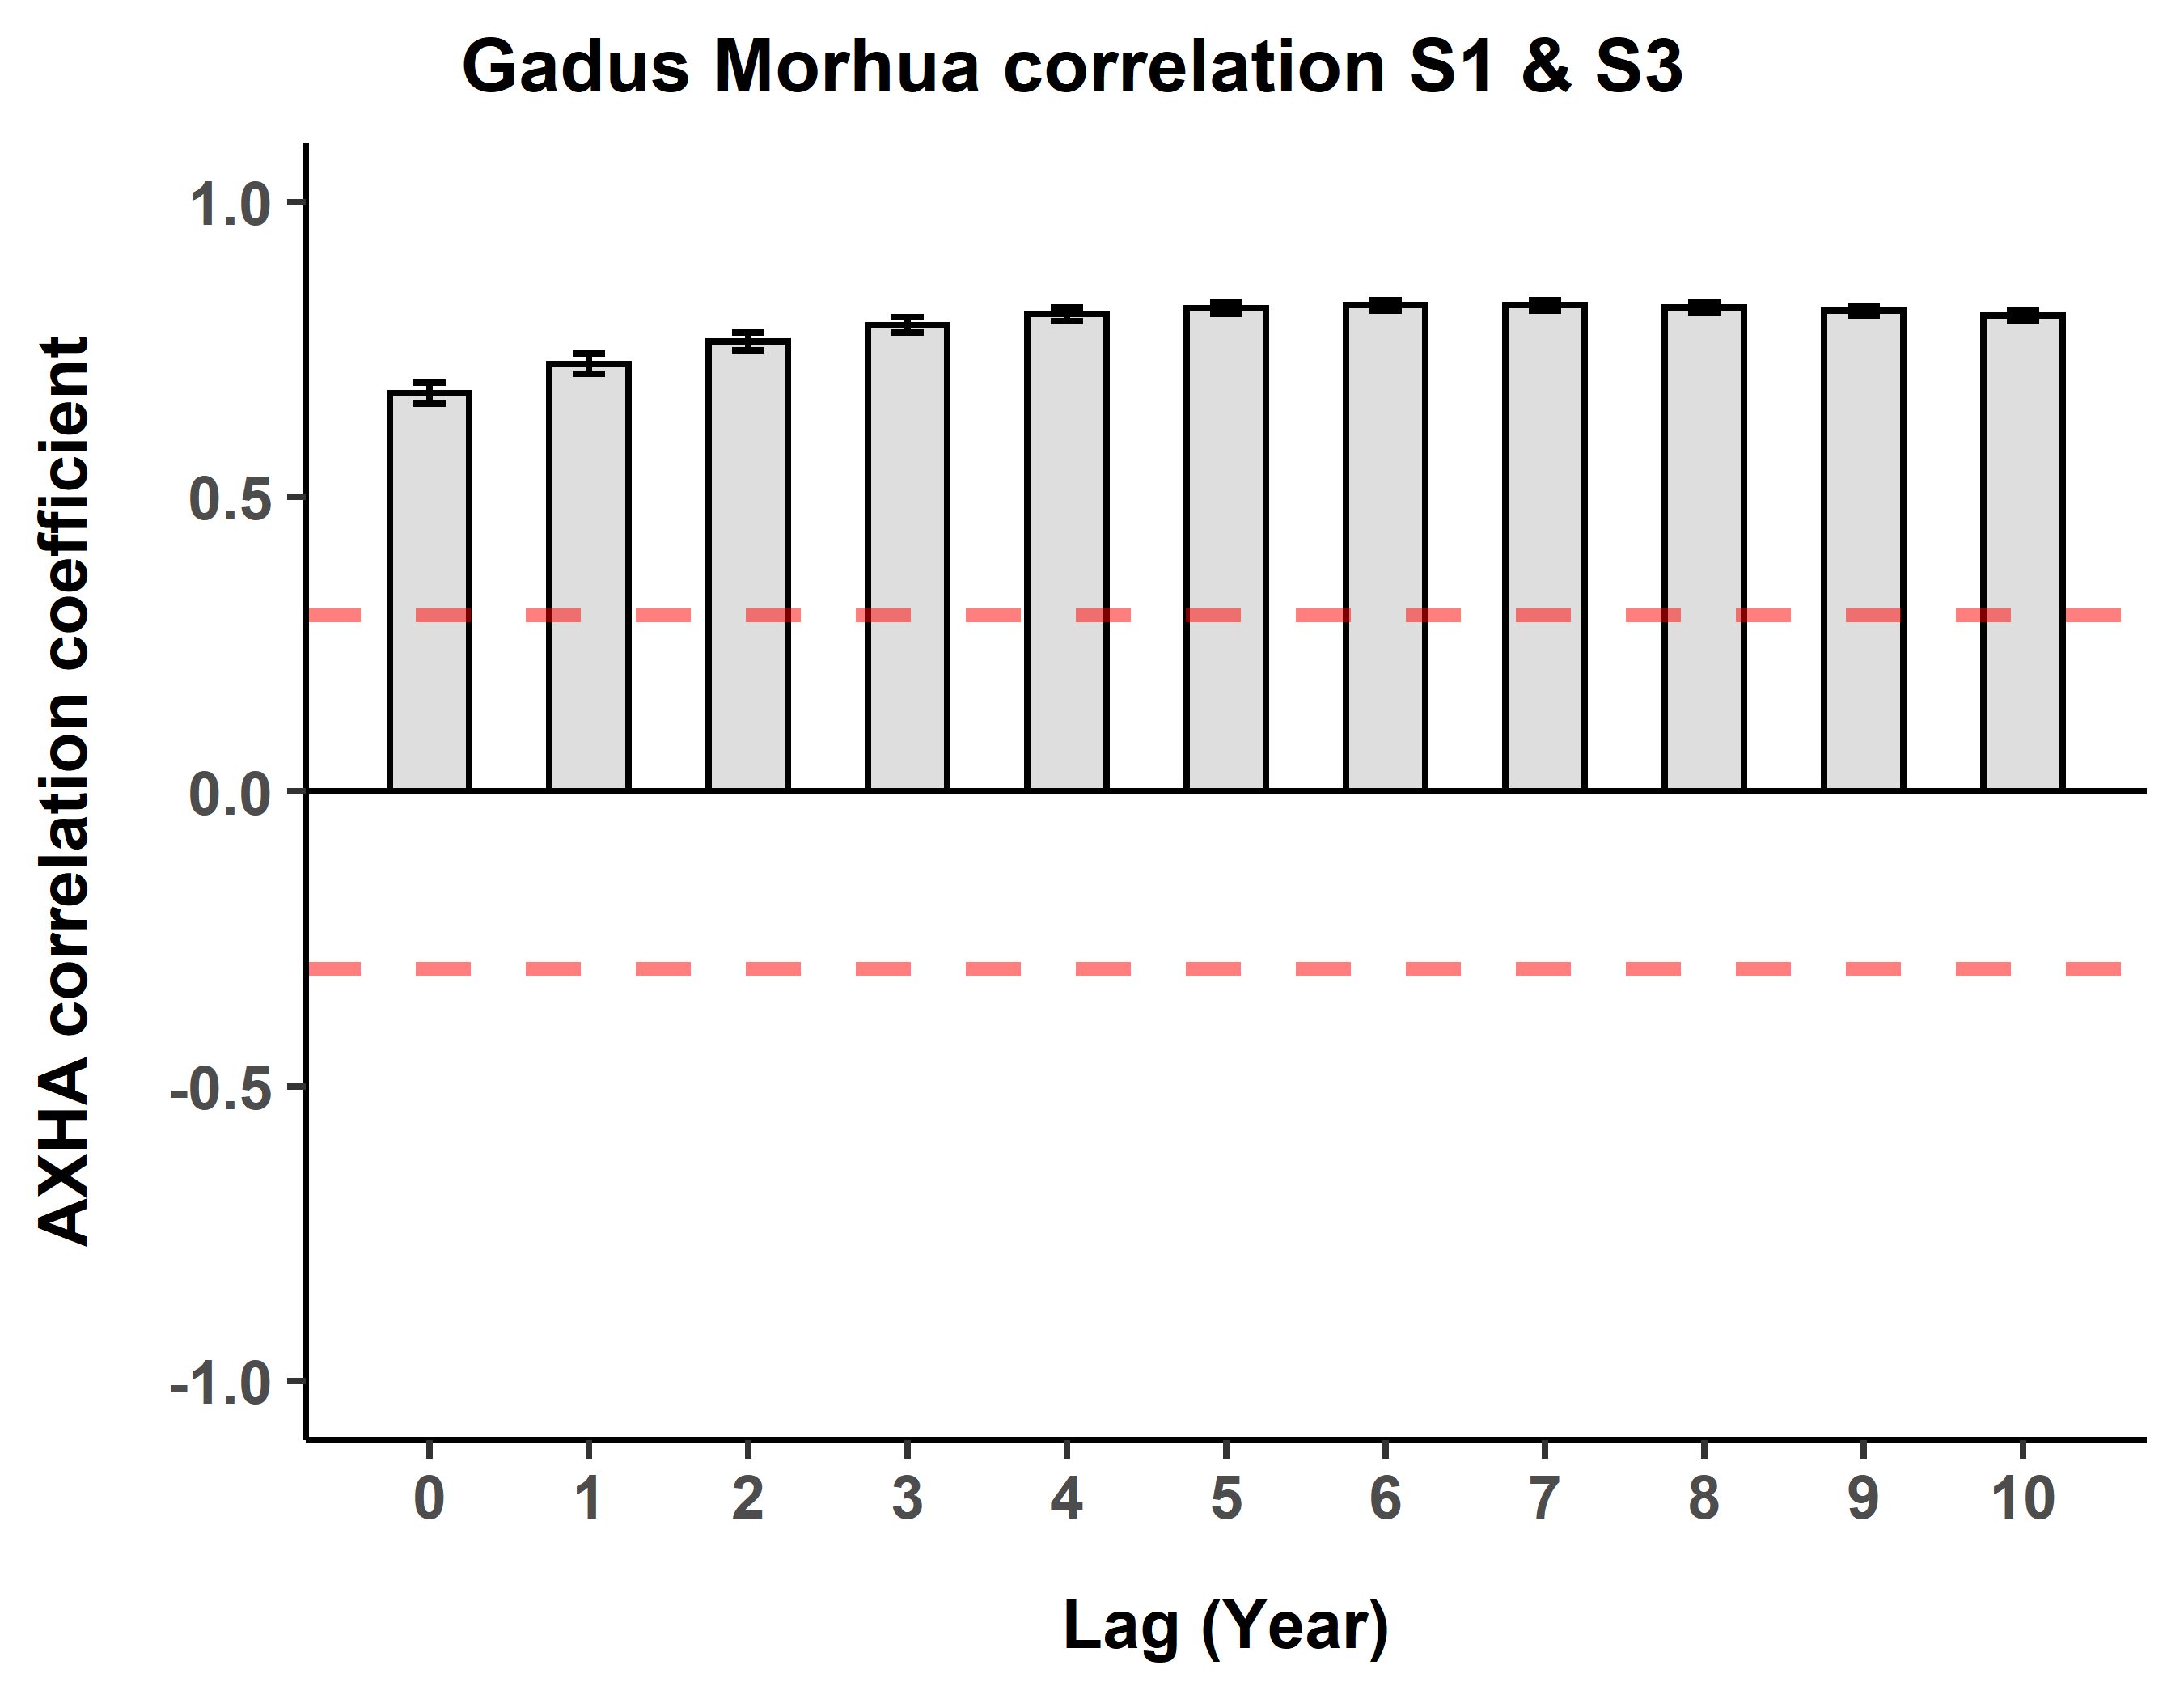 Gadus Morhua correlation S1 & S3
AXHA correlation coefficient
1.0
0.5
0.0
-0.5
-1.0
0 1 2 3 4 5 6 7 8 9 10
Lag (Year)